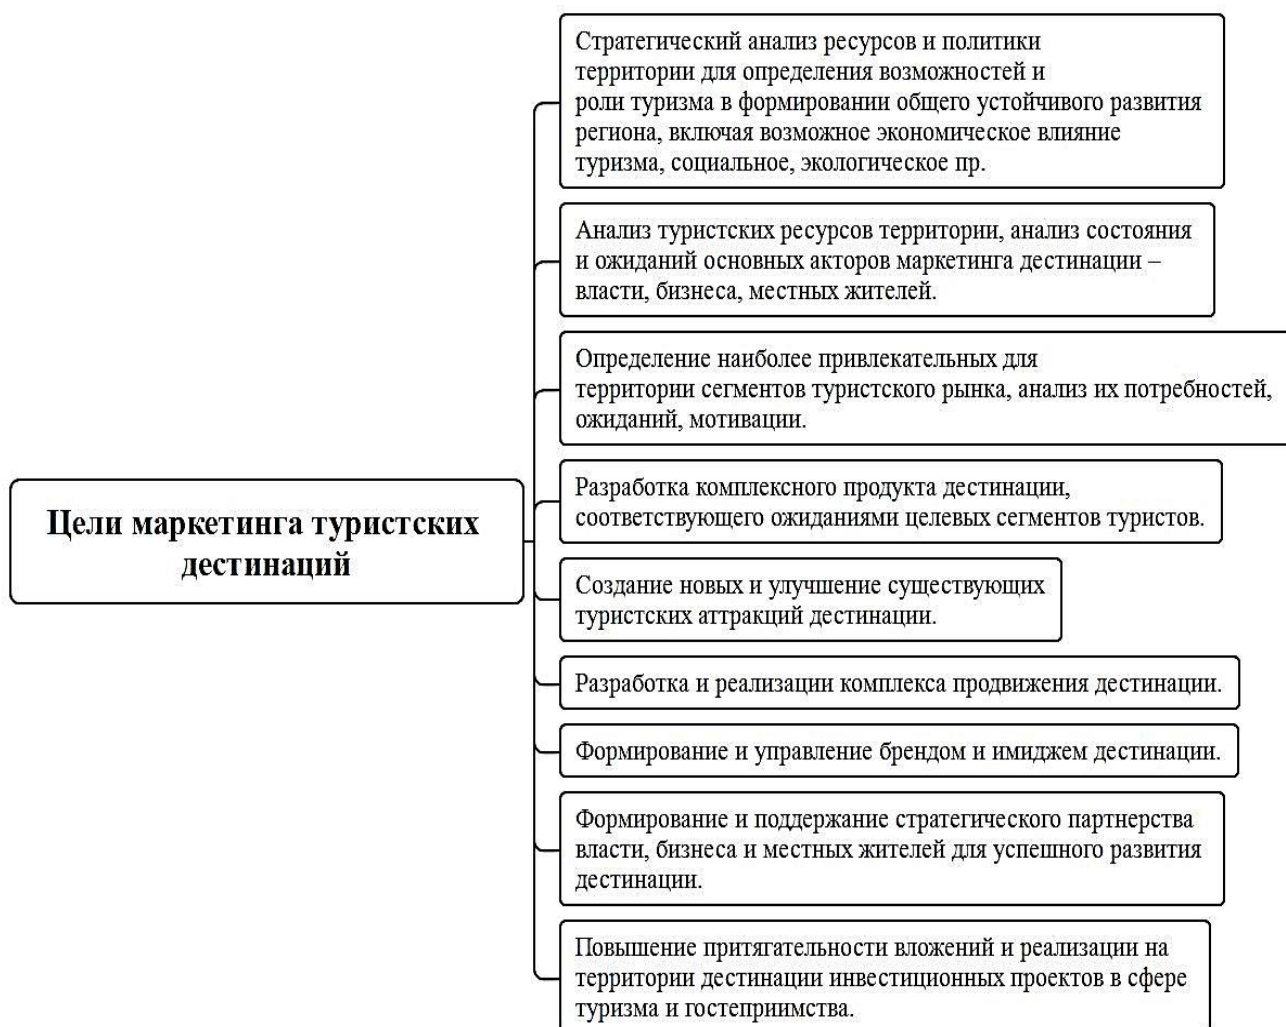 Стратегический анализ ресурсов и политики
территории для определения возможностей и
роли туризма в формировании общего устойчивого развития
региона, включая возможное экономическое влияние
туризма, социальное, экологическое пр.
Анализ туристских ресурсов территории, анализ состояния
и ожиданий основных акторов маркетинга дестинации –
власти, бизнеса, местных жителей.
Определение наиболее привлекательных для
территории сегментов туристского рынка, анализ их потребностей,
ожиданий, мотивации.
Цели маркетинга туристских
дестинаций
Разработка комплексного продукта дестинации,
соответствующего ожиданиями целевых сегментов туристов.
Создание новых и улучшение существующих
туристских аттракций дестинации.
Разработка и реализации комплекса продвижения дестинации.
Формирование и управление брендом и имиджем дестинации.
Формирование и поддержание стратегического партнерства
власти, бизнеса и местных жителей для успешного развития
дестинации.
Повышение притягательности вложений и реализации на
территории дестинации инвестиционных проектов в сфере
туризма и гостеприимства.